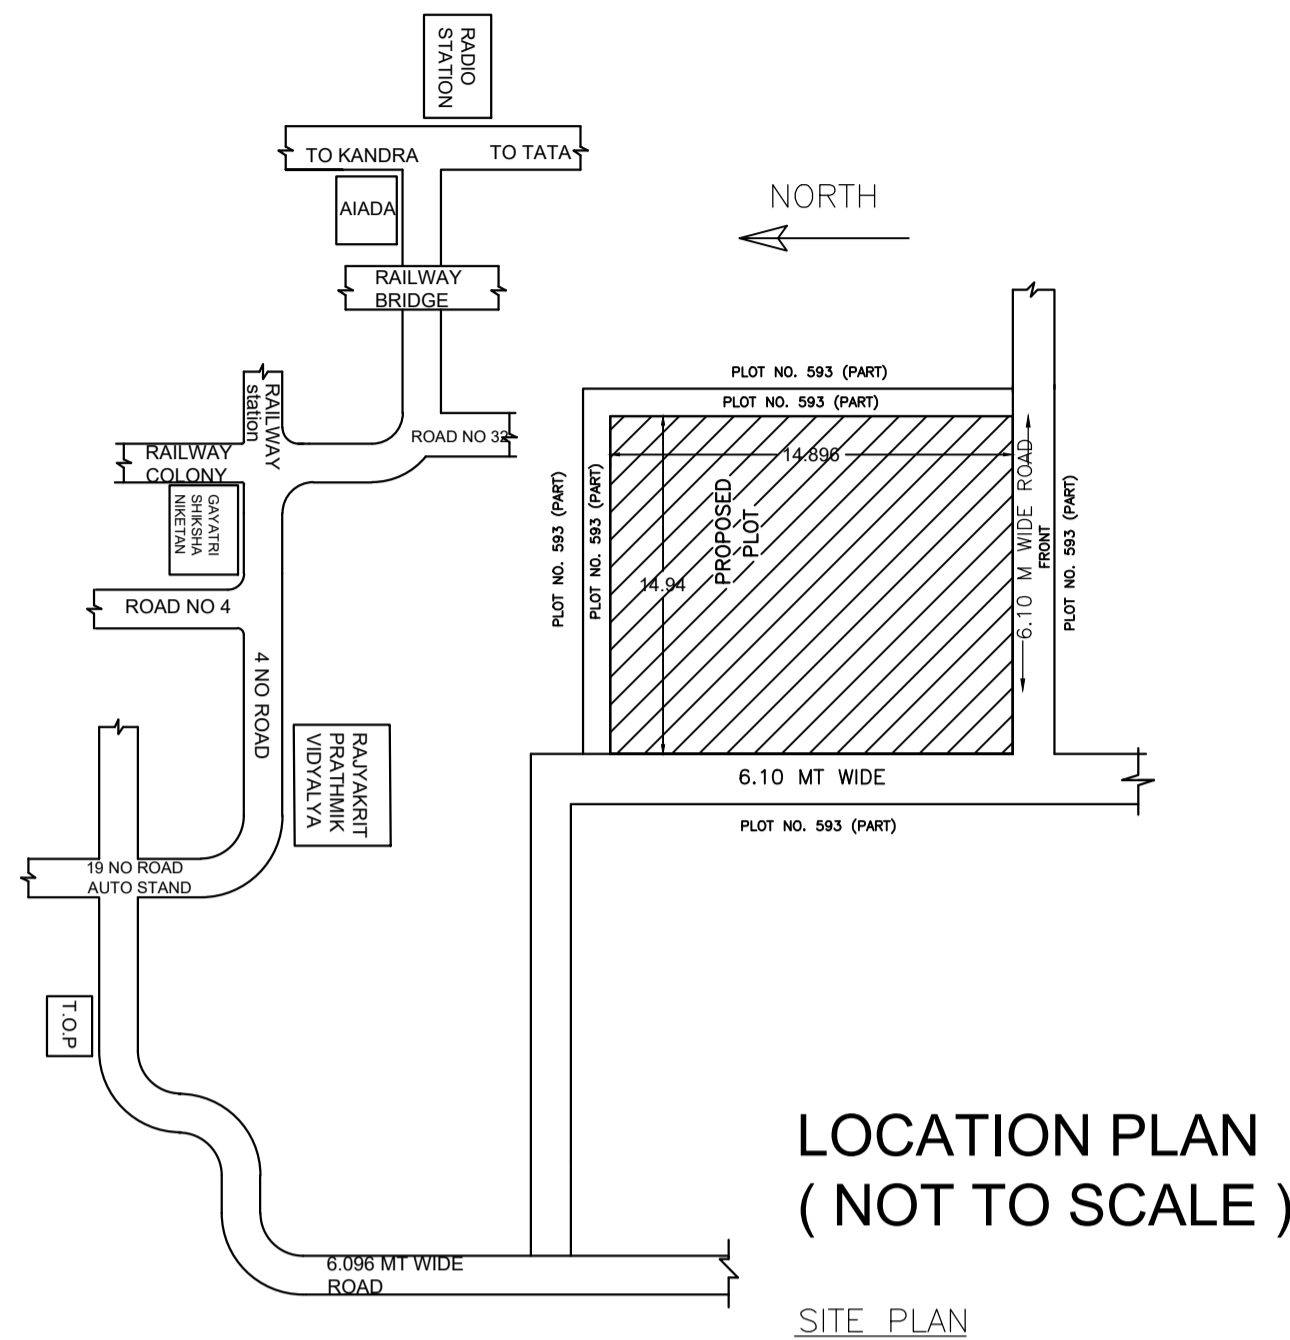 RADIO
STATION
TO KANDRA
TO TATA
AIADA
NORTH
RAILWAY
BRIDGE
RAILWAY
station
ROAD NO 32
RAILWAY
COLONY
GAYATRI
SHIKSHA
NIKETAN
ROAD NO 4
4 NO ROAD
RAJYAKRIT
PRATHMIK
VIDYALYA
19 NO ROAD
AUTO STAND
T.O.P
6.096 MT WIDE
ROAD
PLOT NO. 593 (PART)
PLOT NO. 593 (PART)
PLOT NO. 593 (PART)
PLOT NO. 593 (PART)
14.896
14.94
PROPOSED
PLOT
6.10 M WIDE ROAD
FRONT
PLOT NO. 593 (PART)
6.10 MT WIDE
PLOT NO. 593 (PART)
LOCATION PLAN
( NOT TO SCALE )
SITE PLAN